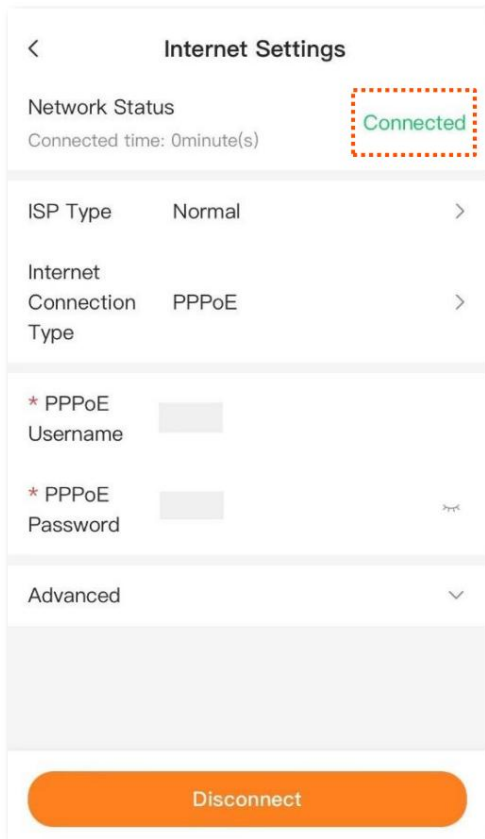 Internet Settings
Network Status
Connected
Connected time: 0minute(s)
ISP Type Normal
Internet
Connection PPPoE
Type
* PPPoE
Username
* PPPoE
Password
Advanced
Disconnect